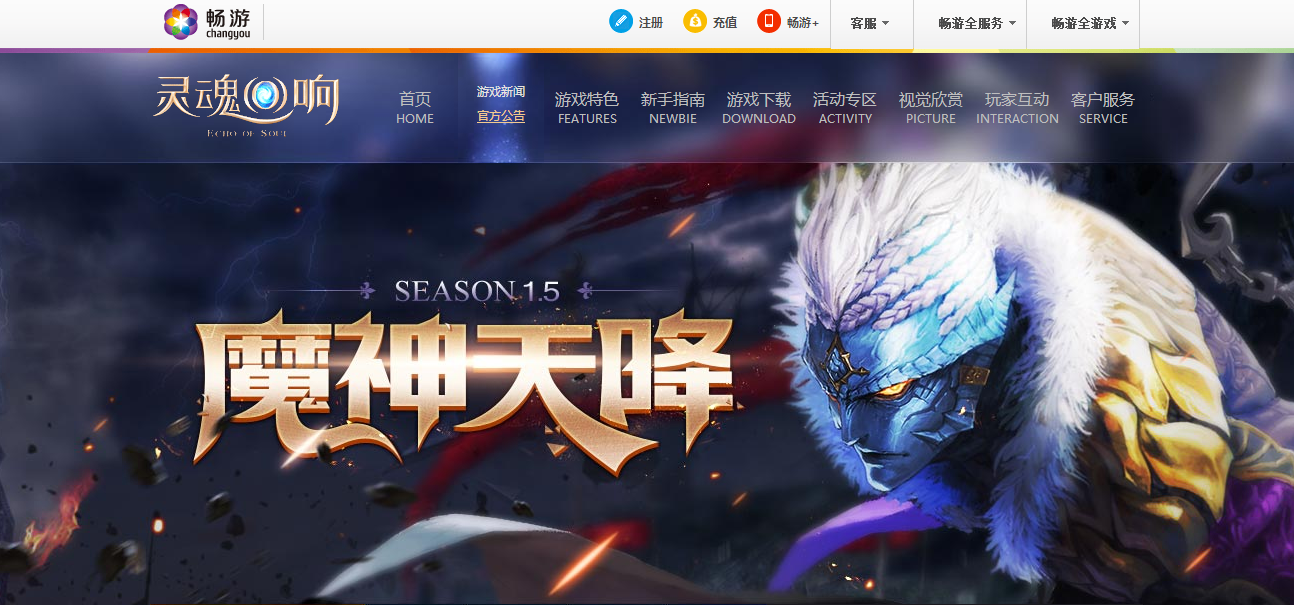 畅游
changyou
注册
充值
畅游+
客服
畅游全服务
畅游全游戏
灵魂回响
ECHO OF SOUL
首页
HOME
游戏新闻
官方公告
游戏特色
FEATURES
新手指南
NEWBIE
游戏下载
DOWNLOAD
活动专区
ACTIVITY
视觉欣赏
PICTURE
玩家互动
INTERACTION
客户服务
SERVICE
SEASON 1.5
魔神天降